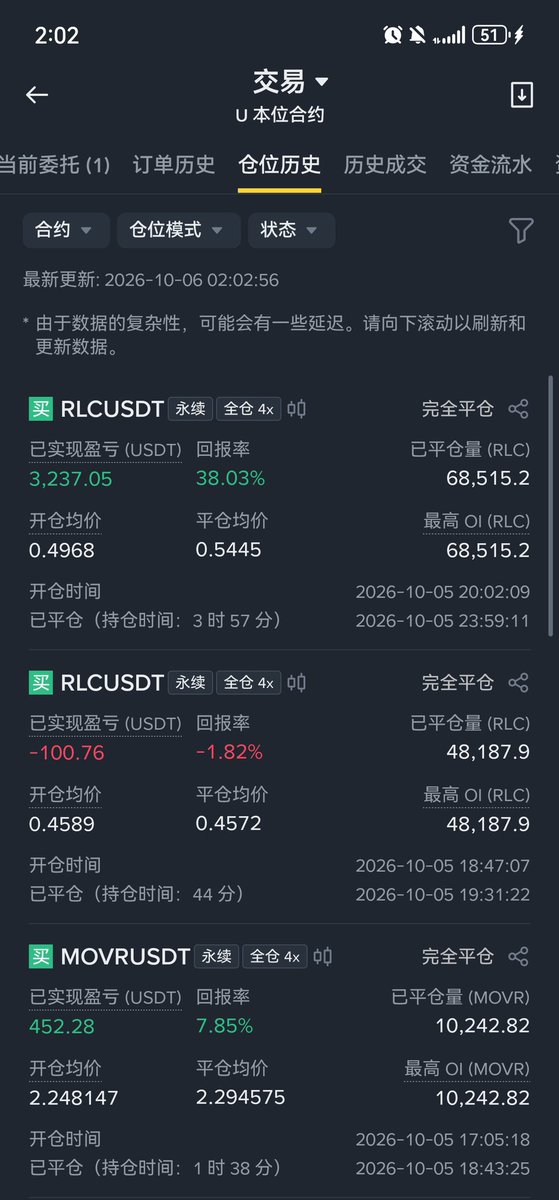 2:02
51
交易
U 本位合约
当前委托 (1) 订单历史 仓位历史 历史成交 资金流水
合约 仓位模式 状态
最新更新: 2026-10-06 02:02:56
* 由于数据的复杂性，可能会有一些延迟。请向下滚动以刷新和
更新数据。
买 RLCUSDT 永续 全仓 4x 完全平仓
已实现盈亏 (USDT) 回报率 已平仓量 (RLC)
3,237.05 38.03% 68,515.2
开仓均价 平仓均价 最高 OI (RLC)
0.4968 0.5445 68,515.2
开仓时间 2026-10-05 20:02:09
已平仓（持仓时间： 3 时 57 分） 2026-10-05 23:59:11
买 RLCUSDT 永续 全仓 4x 完全平仓
已实现盈亏 (USDT) 回报率 已平仓量 (RLC)
-100.76 -1.82% 48,187.9
开仓均价 平仓均价 最高 OI (RLC)
0.4589 0.4572 48,187.9
开仓时间 2026-10-05 18:47:07
已平仓（持仓时间： 44 分） 2026-10-05 19:31:22
买 MOVRUSDT 永续 全仓 4x 完全平仓
已实现盈亏 (USDT) 回报率 已平仓量 (MOVR)
452.28 7.85% 10,242.82
开仓均价 平仓均价 最高 OI (MOVR)
2.248147 2.294575 10,242.82
开仓时间 2026-10-05 17:05:18
已平仓（持仓时间： 1 时 38 分） 2026-10-05 18:43:25